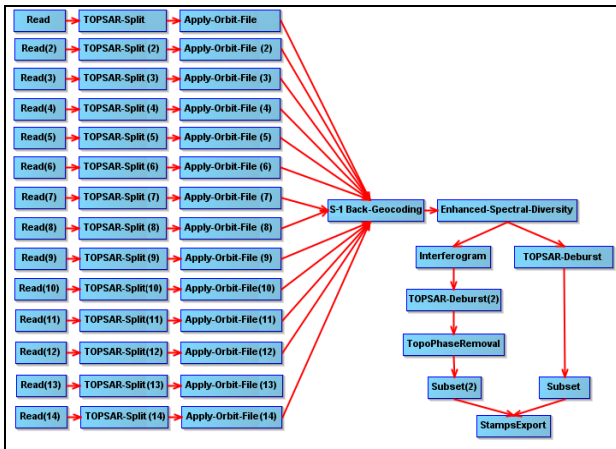 Read TOPSAR-Split Apply-Orbit-File
Read(2) TOPSAR-Split (2) Apply-Orbit-File (2)
Read(3) TOPSAR-Split (3) Apply-Orbit-File (3)
Read(4) TOPSAR-Split (4) Apply-Orbit-File (4)
Read(5) TOPSAR-Split (5) Apply-Orbit-File (5)
Read(6) TOPSAR-Split (6) Apply-Orbit-File (6)
Read(7) TOPSAR-Split (7) Apply-Orbit-File (7)
Read(8) TOPSAR-Split (8) Apply-Orbit-File (8)
Read(9) TOPSAR-Split (9) Apply-Orbit-File (9)
Read(10) TOPSAR-Split(10) Apply-Orbit-File(10)
Read(11) TOPSAR-Split(11) Apply-Orbit-File(11)
Read(12) TOPSAR-Split(12) Apply-Orbit-File(12)
Read(13) TOPSAR-Split(13) Apply-Orbit-File (13)
Read(14) TOPSAR-Split (14) Apply-Orbit-File(14)
S-1 Back-Geocoding Enhanced-Spectral-Diversity
Interferogram TOPSAR-Deburst
TOPSAR-Deburst(2)
TopoPhaseRemoval
Subset(2) Subset
StampsExport